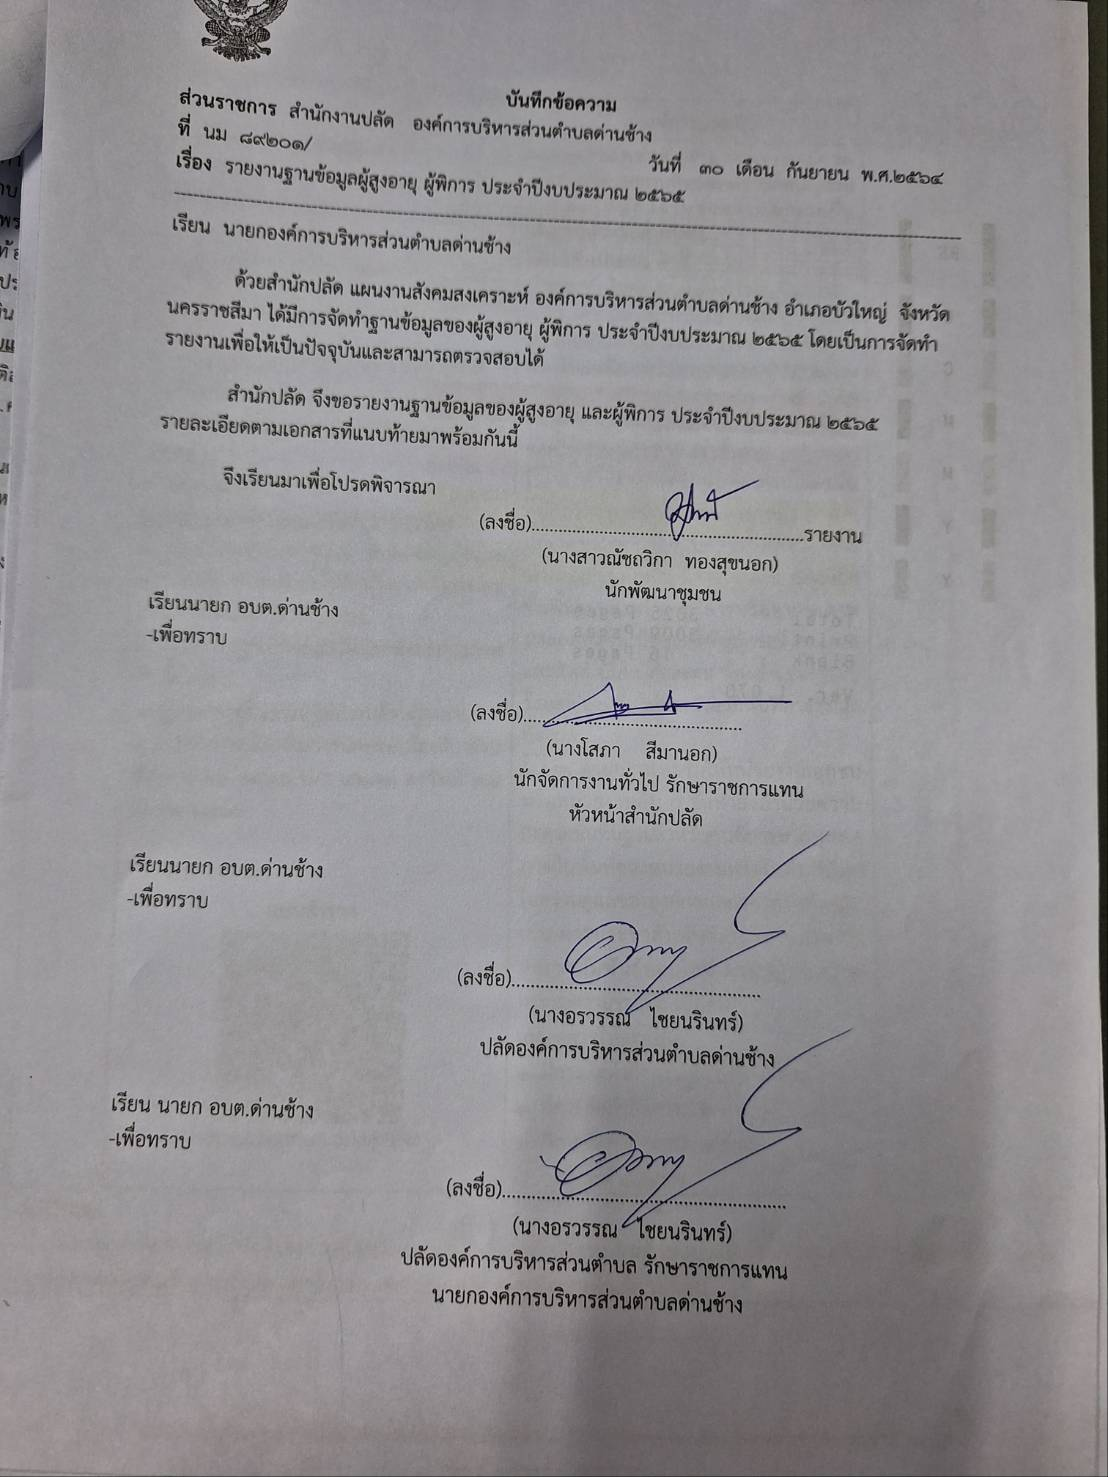 บันทึกข้อความ
ส่วนราชการ สำนักงานปลัด องค์การบริหารส่วนตำบลด่านช้าง
ที่ นม ๘๙๒๐๑/
วันที่ ๓๐ เดือน กันยายน พ.ศ.๒๕๖๔
เรื่อง รายงานฐานข้อมูลผู้สูงอายุ ผู้พิการ ประจำปีงบประมาณ ๒๕๖๕
เรียน นายกองค์การบริหารส่วนตำบลด่านช้าง
ด้วยสำนักปลัด แผนงานสังคมสงเคราะห์ องค์การบริหารส่วนตำบลด่านช้าง อำเภอบัวใหญ่ จังหวัด
นครราชสีมา ได้มีการจัดทำฐานข้อมูลของผู้สูงอายุ ผู้พิการ ประจำปีงบประมาณ ๒๕๖๕ โดยเป็นการจัดทำ
รายงานเพื่อให้เป็นปัจจุบันและสามารถตรวจสอบได้
สำนักปลัด จึงขอรายงานฐานข้อมูลของผู้สูงอายุ และผู้พิการ ประจำปีงบประมาณ ๒๕๖๕
รายละเอียดตามเอกสารที่แนบท้ายมาพร้อมกันนี้
จึงเรียนมาเพื่อโปรดพิจารณา
(ลงชื่อ)............................................................รายงาน
(นางสาวณัชถวิกา ทองสุขนอก)
นักพัฒนาชุมชน
เรียนนายก อบต.ด่านช้าง
-เพื่อทราบ
(ลงชื่อ)................................................
(นางโสภา สีมานอก)
นักจัดการงานทั่วไป รักษาราชการแทน
หัวหน้าสำนักปลัด
เรียนนายก อบต.ด่านช้าง
-เพื่อทราบ
(ลงชื่อ)......................................................
(นางอรวรรณ ไชยนรินทร์)
ปลัดองค์การบริหารส่วนตำบลด่านช้าง
เรียน นายก อบต.ด่านช้าง
-เพื่อทราบ
(ลงชื่อ)............................................................
(นางอรวรรณ ไชยนรินทร์)
ปลัดองค์การบริหารส่วนตำบล รักษาราชการแทน
นายกองค์การบริหารส่วนตำบลด่านช้าง